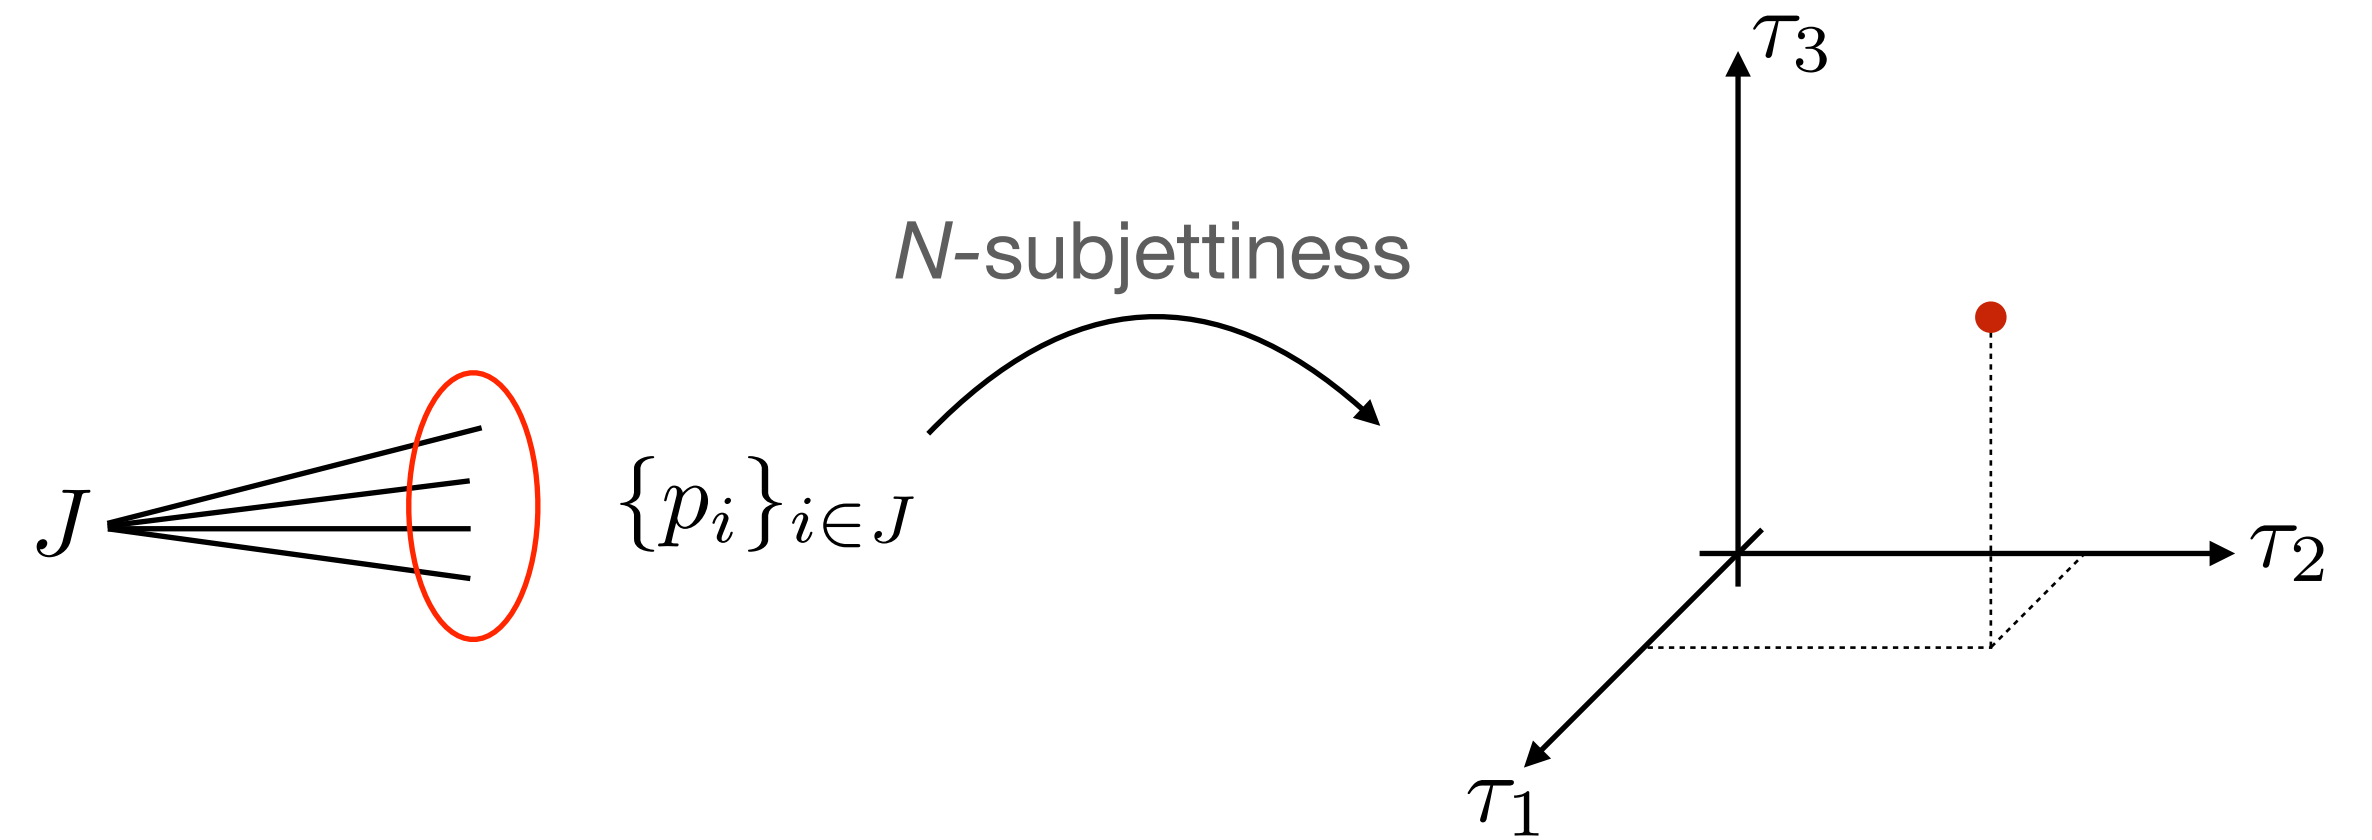 τ₃
N-subjettiness
J
{pᵢ}ᵢ∈J
τ₂
τ₁